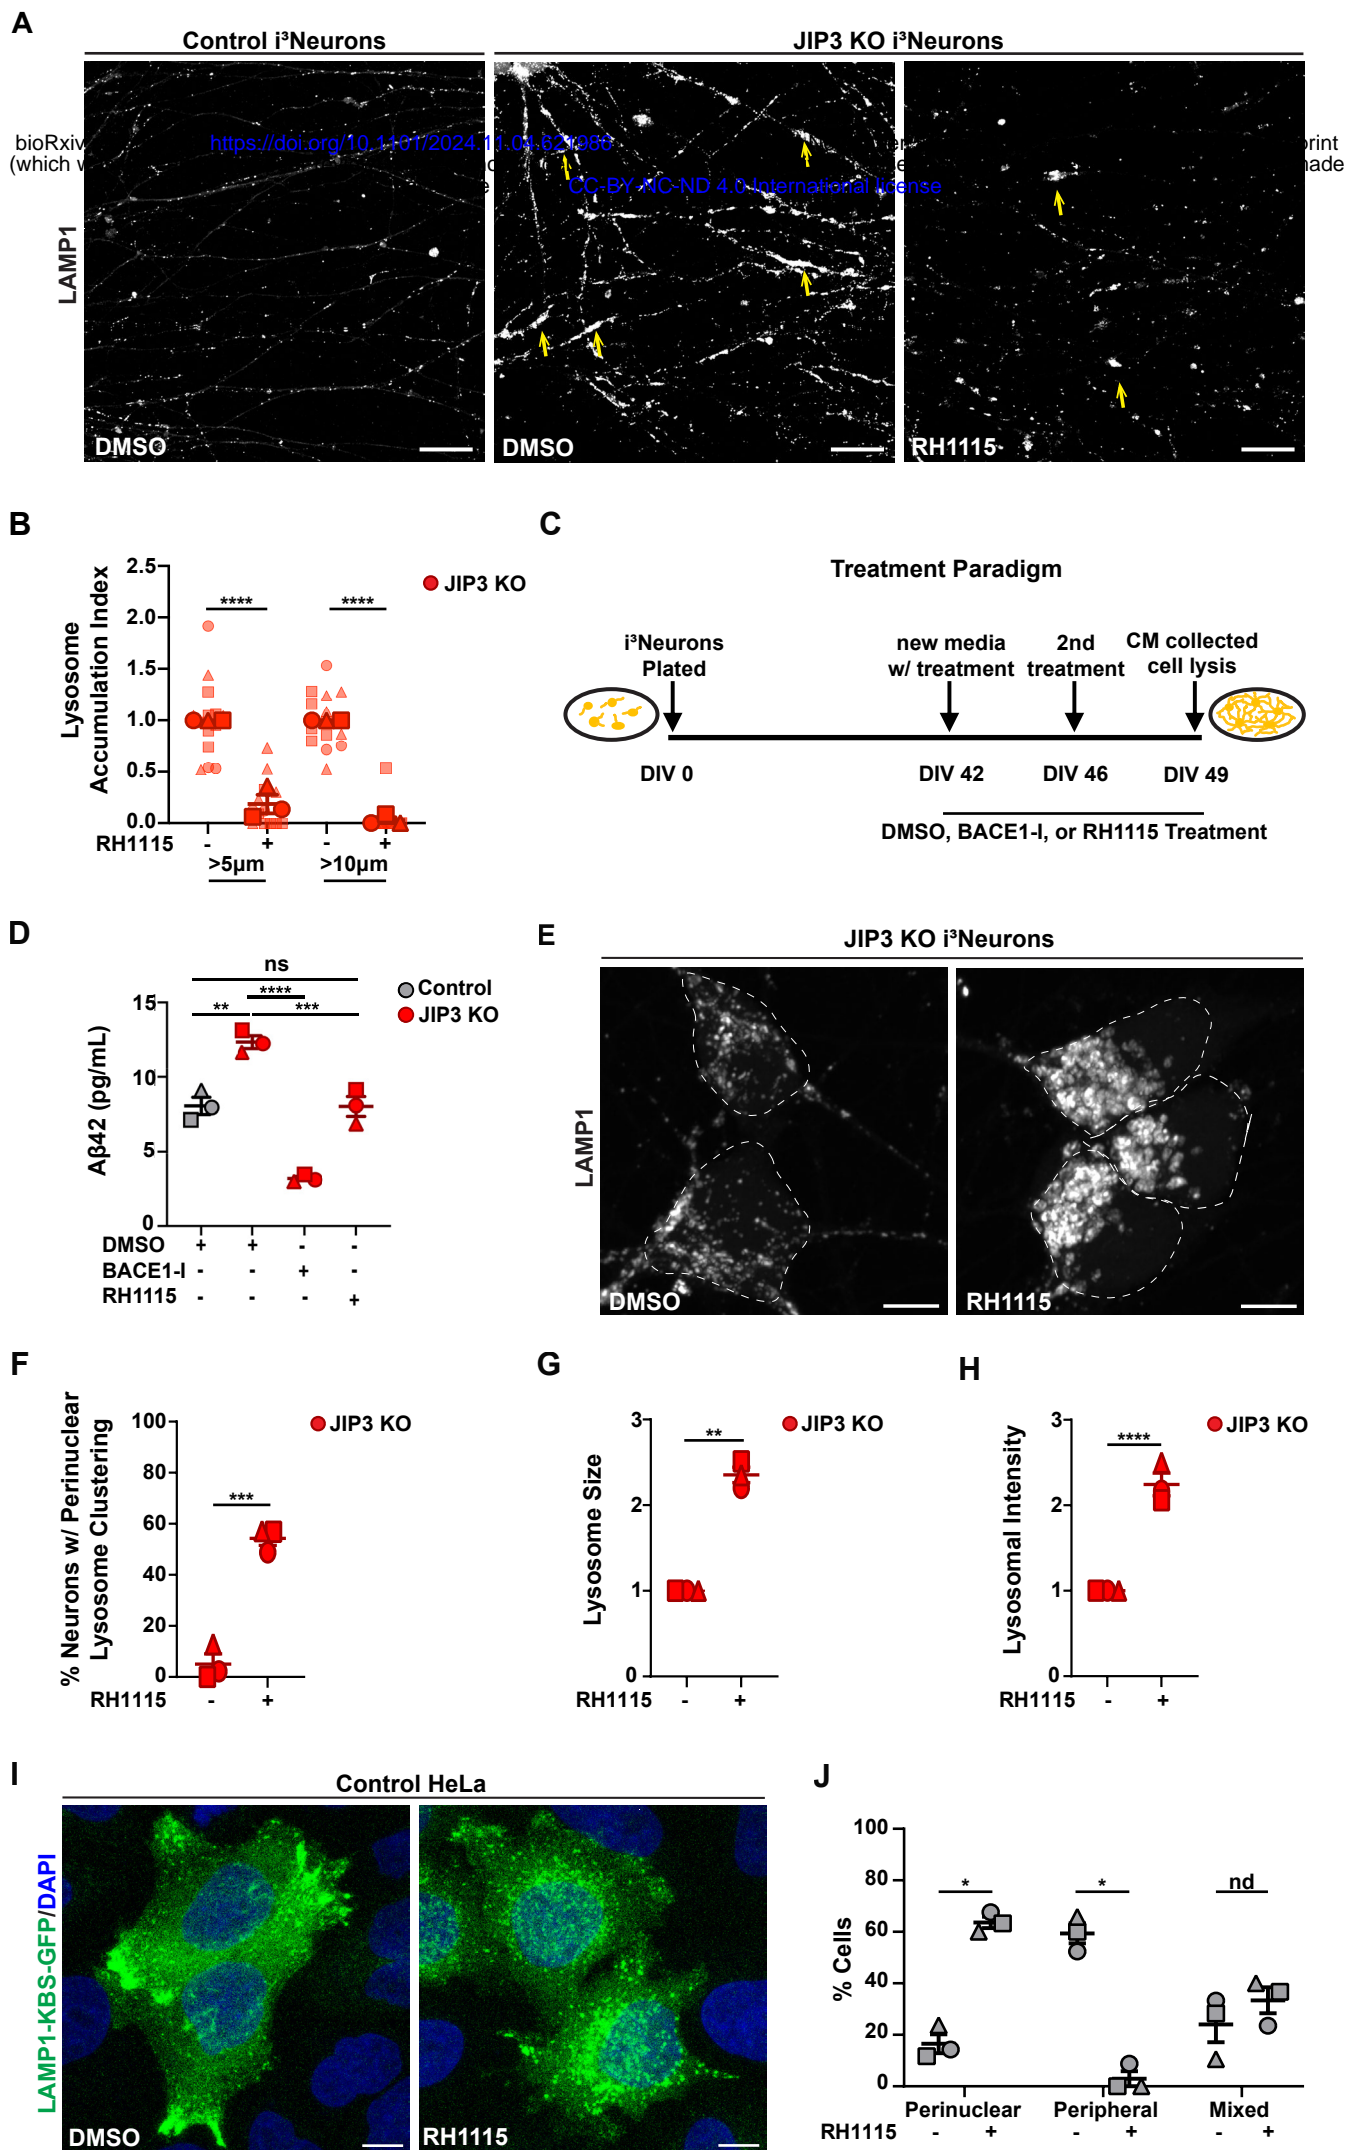 A
Control i³Neurons
JIP3 KO i³Neurons
bioRxiv
https://doi.org/10.1101/2024.11.04.621986
print
(which w
made
CC-BY-NC-ND 4.0 International license
LAMP1
DMSO
DMSO
RH1115
B
Lysosome
Accumulation Index
2.5
2.0
1.5
1.0
0.5
0.0
****
****
JIP3 KO
RH1115 - + - +
>5µm
>10µm
C
Treatment Paradigm
i³Neurons
Plated
new media
w/ treatment
2nd
treatment
CM collected
cell lysis
DIV 0
DIV 42
DIV 46
DIV 49
DMSO, BACE1-I, or RH1115 Treatment
D
Aβ42 (pg/mL)
15
10
5
0
ns
****
**
***
Control
JIP3 KO
DMSO + + - -
BACE1-I - - + -
RH1115 - - - +
E
JIP3 KO i³Neurons
LAMP1
DMSO
RH1115
F
% Neurons w/ Perinuclear
Lysosome Clustering
100
80
60
40
20
0
***
JIP3 KO
RH1115 - +
G
Lysosome Size
3
2
1
0
**
JIP3 KO
RH1115 - +
H
Lysosomal Intensity
3
2
1
0
****
JIP3 KO
RH1115 - +
I
Control HeLa
LAMP1-KBS-GFP/DAPI
DMSO
RH1115
J
% Cells
100
80
60
40
20
0
*
*
nd
Perinuclear
Peripheral
Mixed
RH1115 - + - + - +